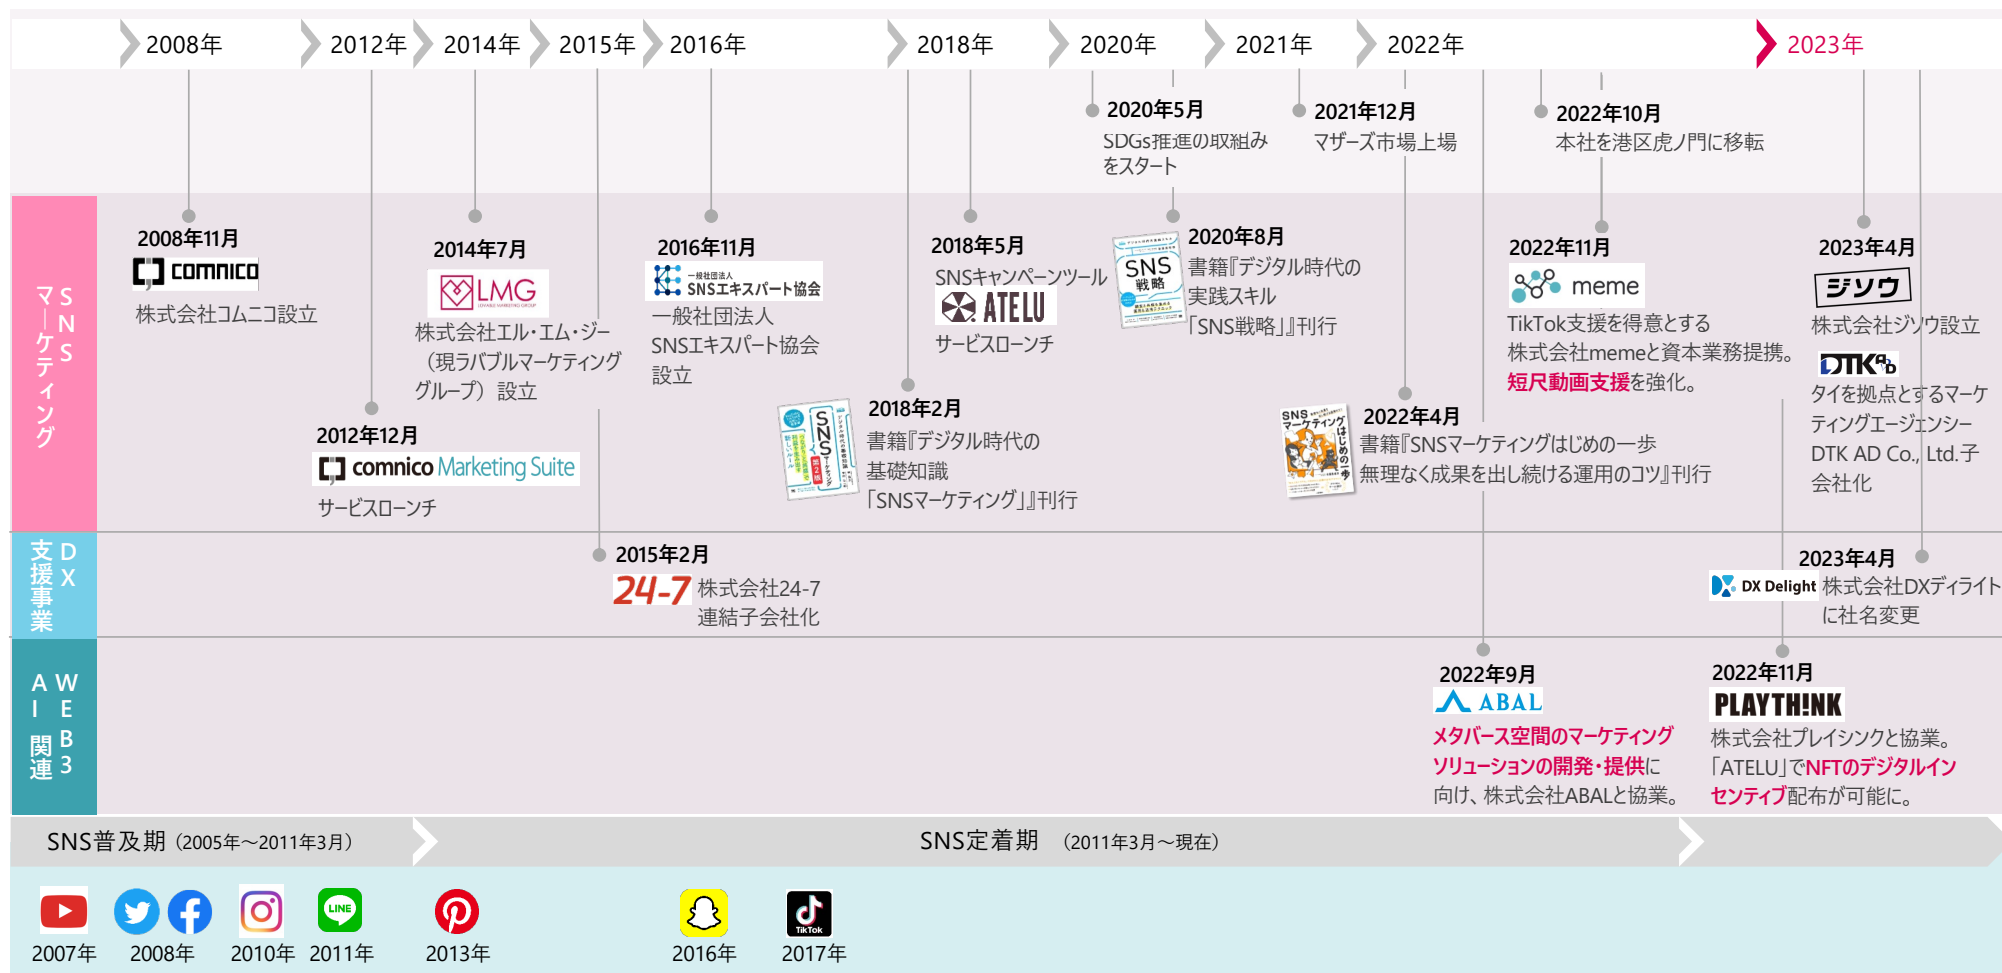 2008年
2012年
2014年
2015年
2016年
2018年
2020年
2021年
2022年
2023年
2020年5月
SDGs推進の取組み
をスタート
2021年12月
マザーズ市場上場
2022年10月
本社を港区虎ノ門に移転
SNS
マーケティング
2008年11月
comnico
株式会社コムニコ設立
2012年12月
comnico Marketing Suite
サービスローンチ
2014年7月
LMG
株式会社エル・エム・ジー
（現ラバブルマーケティング
グループ）設立
2016年11月
一般社団法人
SNSエキスパート協会
一般社団法人
SNSエキスパート協会
設立
2018年2月
書籍『デジタル時代の
基礎知識
「SNSマーケティング」』刊行
2018年5月
SNSキャンペーンツール
ATELU
サービスローンチ
SNS
戦略
2020年8月
書籍『デジタル時代の
実践スキル
「SNS戦略」』刊行
SNS
マーケティング
はじめの一歩
2022年4月
書籍『SNSマーケティングはじめの一歩
無理なく成果を出し続ける運用のコツ』刊行
2022年11月
meme
TikTok支援を得意とする
株式会社memeと資本業務提携。
短尺動画支援を強化。
2023年4月
ジソウ
株式会社ジソウ設立
DTK AD
タイを拠点とするマーケ
ティングエージェンシー
DTK AD Co., Ltd.子
会社化
DX
支援事業
2015年2月
24-7
株式会社24-7
連結子会社化
2023年4月
DX Delight
株式会社DXディライト
に社名変更
WEB3
AI 関連
2022年9月
ABAL
メタバース空間のマーケティング
ソリューションの開発・提供に
向け、株式会社ABALと協業。
2022年11月
PLAYTH!NK
株式会社プレイシンクと協業。
「ATELU」でNFTのデジタルイン
センティブ配布が可能に。
SNS普及期（2005年～2011年3月）
SNS定着期（2011年3月～現在）
LINE
TikTok
2007年
2008年
2010年
2011年
2013年
2016年
2017年